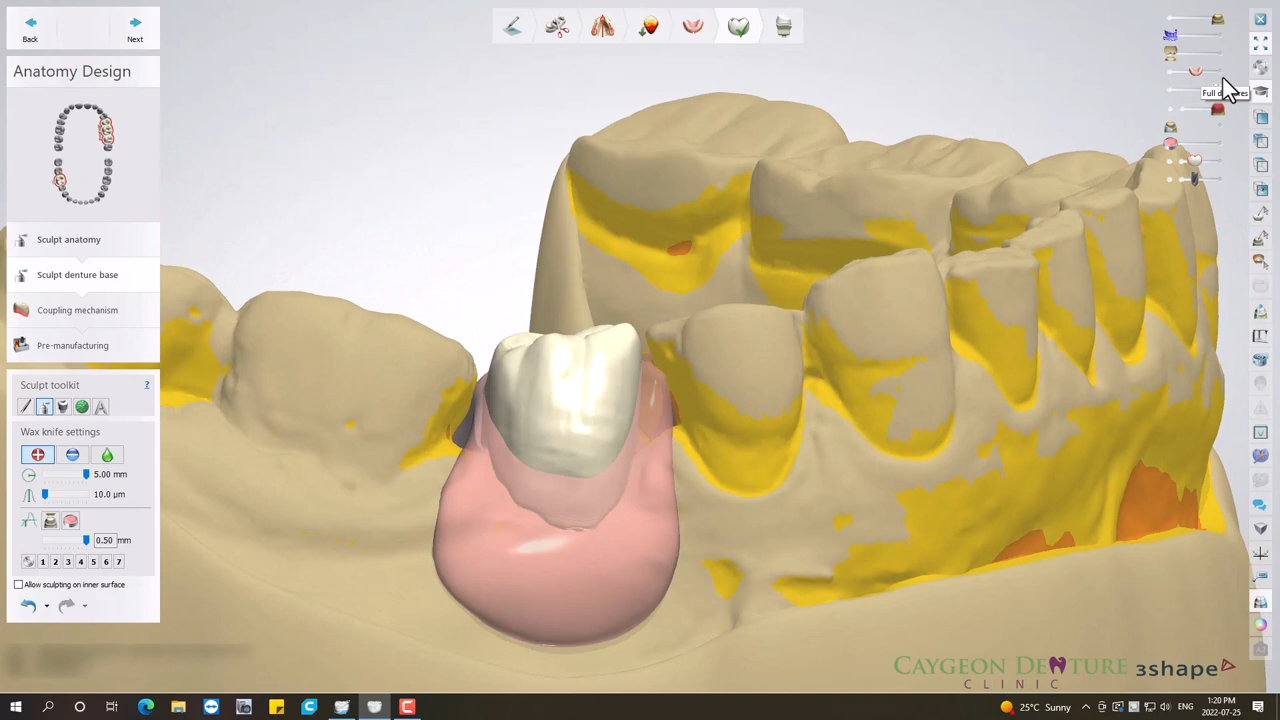 Back
Next
Anatomy Design
Sculpt anatomy
Sculpt denture base
Coupling mechanism
Pre-manufacturing
Sculpt toolkit
?
Wax knife settings
5.00 mm
10.0 µm
0.50 mm
1 2 3 4 5 6 7
Allow sculpting on inner surface
Full
CAYGEON DENTURE
CLINIC
3shape
25°C Sunny
ENG
1:20 PM
2022-07-25